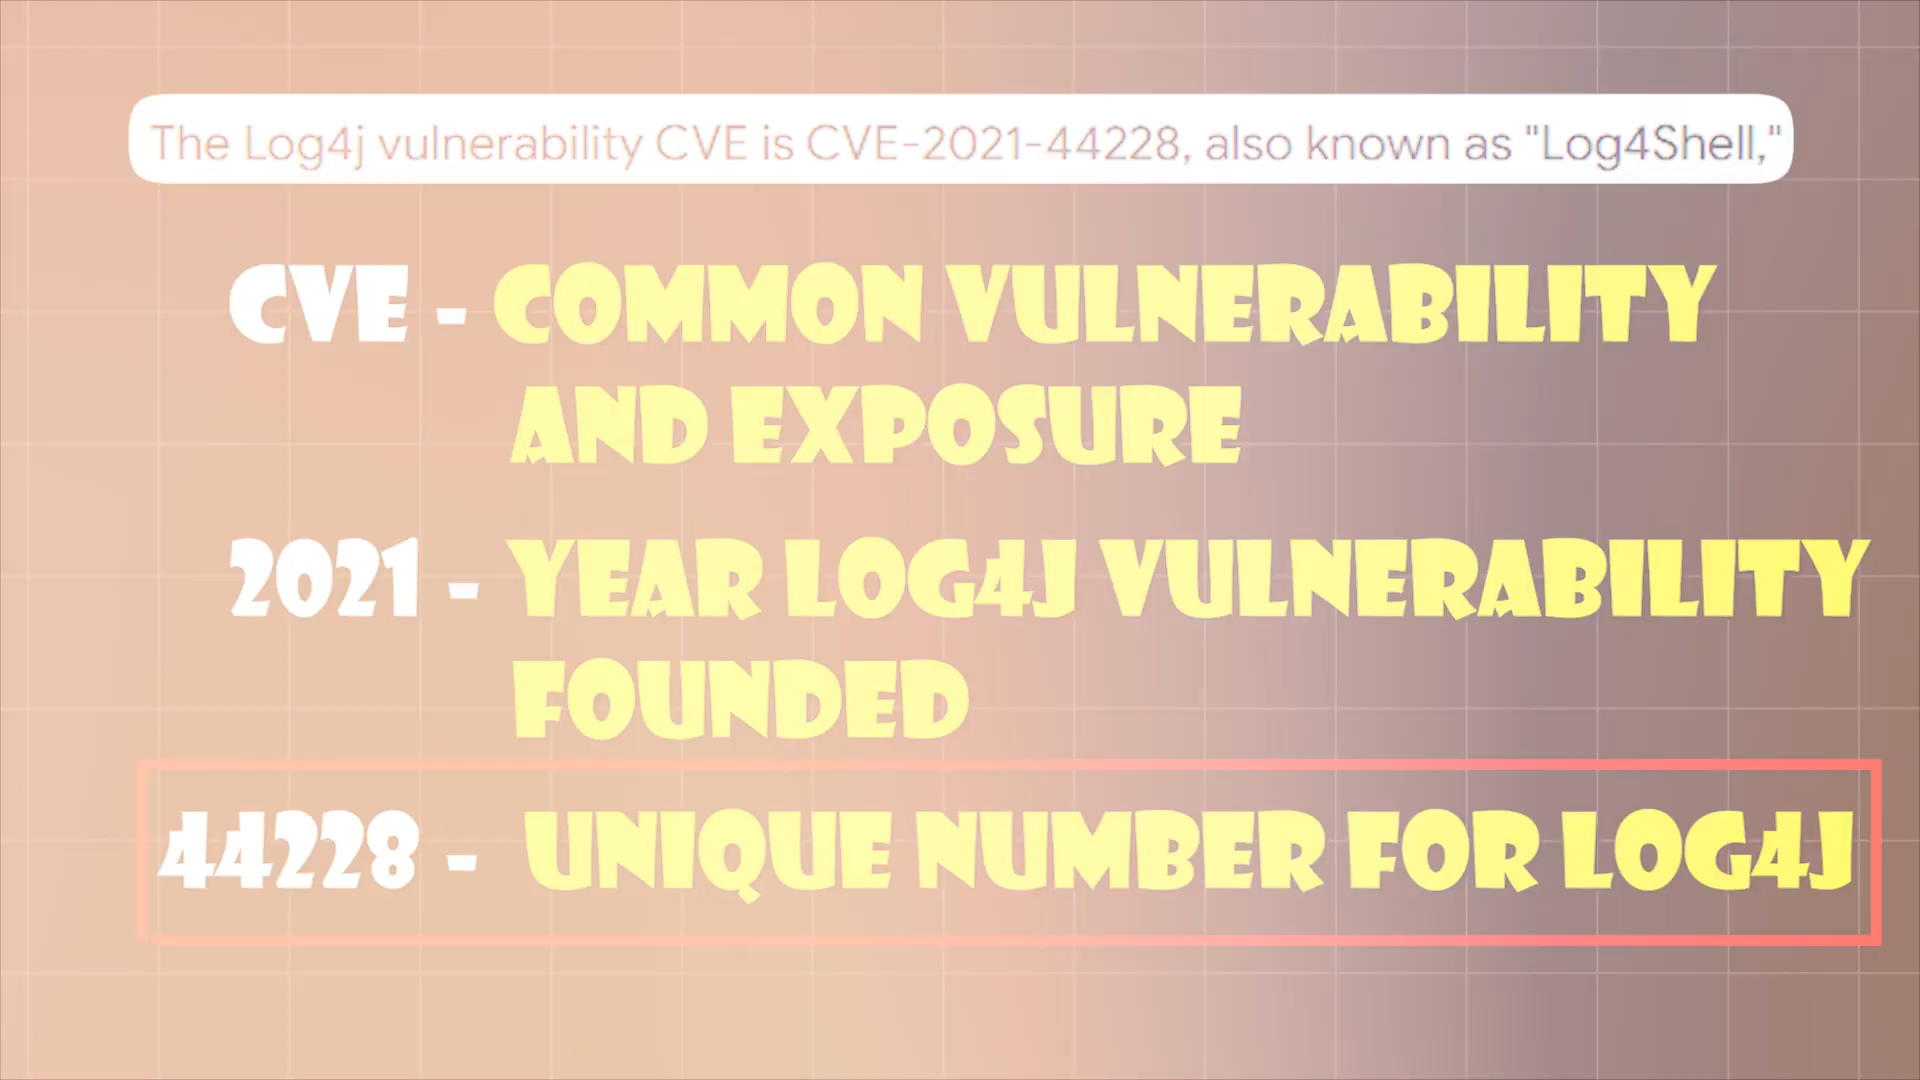 The Log4j vulnerability CVE is CVE-2021-44228, also known as "Log4Shell,"
CVE - COMMON VULNERABILITY
AND EXPOSURE
2021 - YEAR LOG4J VULNERABILITY
FOUNDED
44228 - UNIQUE NUMBER FOR LOG4J